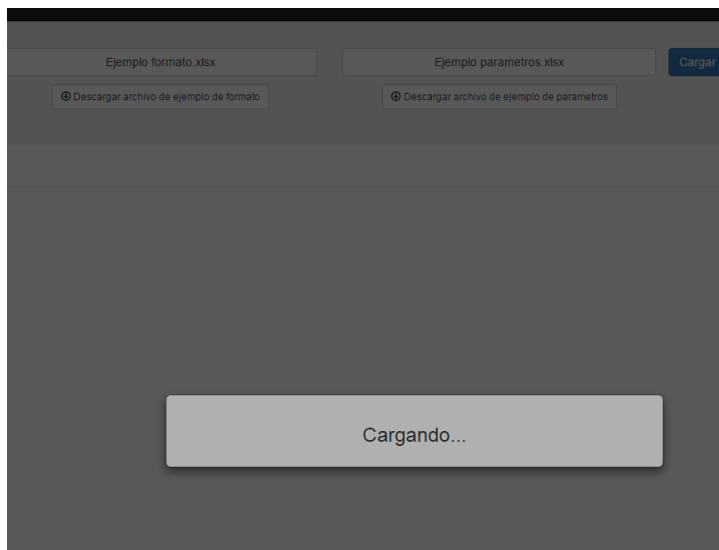 Ejemplo formato.xlsx
Ejemplo parametros.xlsx
Cargar
Descargar archivo de ejemplo de formato
Descargar archivo de ejemplo de parametros
Cargando...